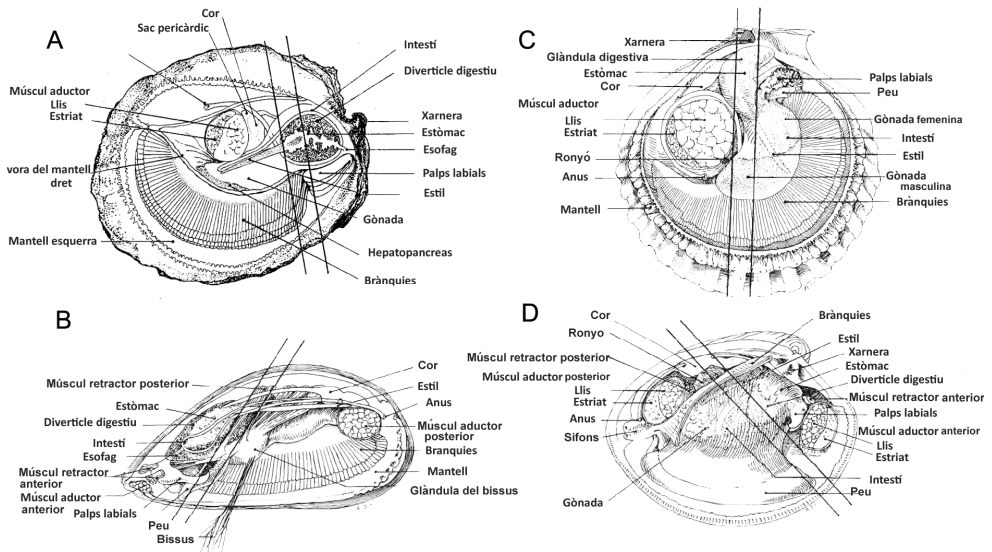 A
Cor
Sac pericàrdic
Intestí
Diverticle digestiu
Múscul aductor
Llis
Estriat
Xarnera
Estòmac
Esofag
Palps labials
vora del mantell
dret
Estil
Gònada
Mantell esquerra
Hepatopancreas
Brànquies
C
Xarnera
Glàndula digestiva
Estòmac
Cor
Múscul aductor
Llis
Estriat
Ronyó
Anus
Mantell
Palps labials
Peu
Gònada femenina
Intestí
Estil
Gònada
masculina
Brànquies
B
Cor
Múscul retractor posterior
Estil
Estòmac
Anus
Diverticle digestiu
Múscul aductor
posterior
Intestí
Esofag
Branquies
Múscul retractor
anterior
Mantell
Múscul aductor
anterior
Glàndula del bissus
Palps labials
Peu
Bissus
D
Cor
Ronyo
Múscul retractor posterior
Múscul aductor posterior
Llis
Estriat
Anus
Sifons
Gònada
Brànquies
Estil
Xarnera
Estòmac
Diverticle digestiu
Múscul retractor anterior
Palps labials
Múscul aductor anterior
Llis
Estriat
Intestí
Peu